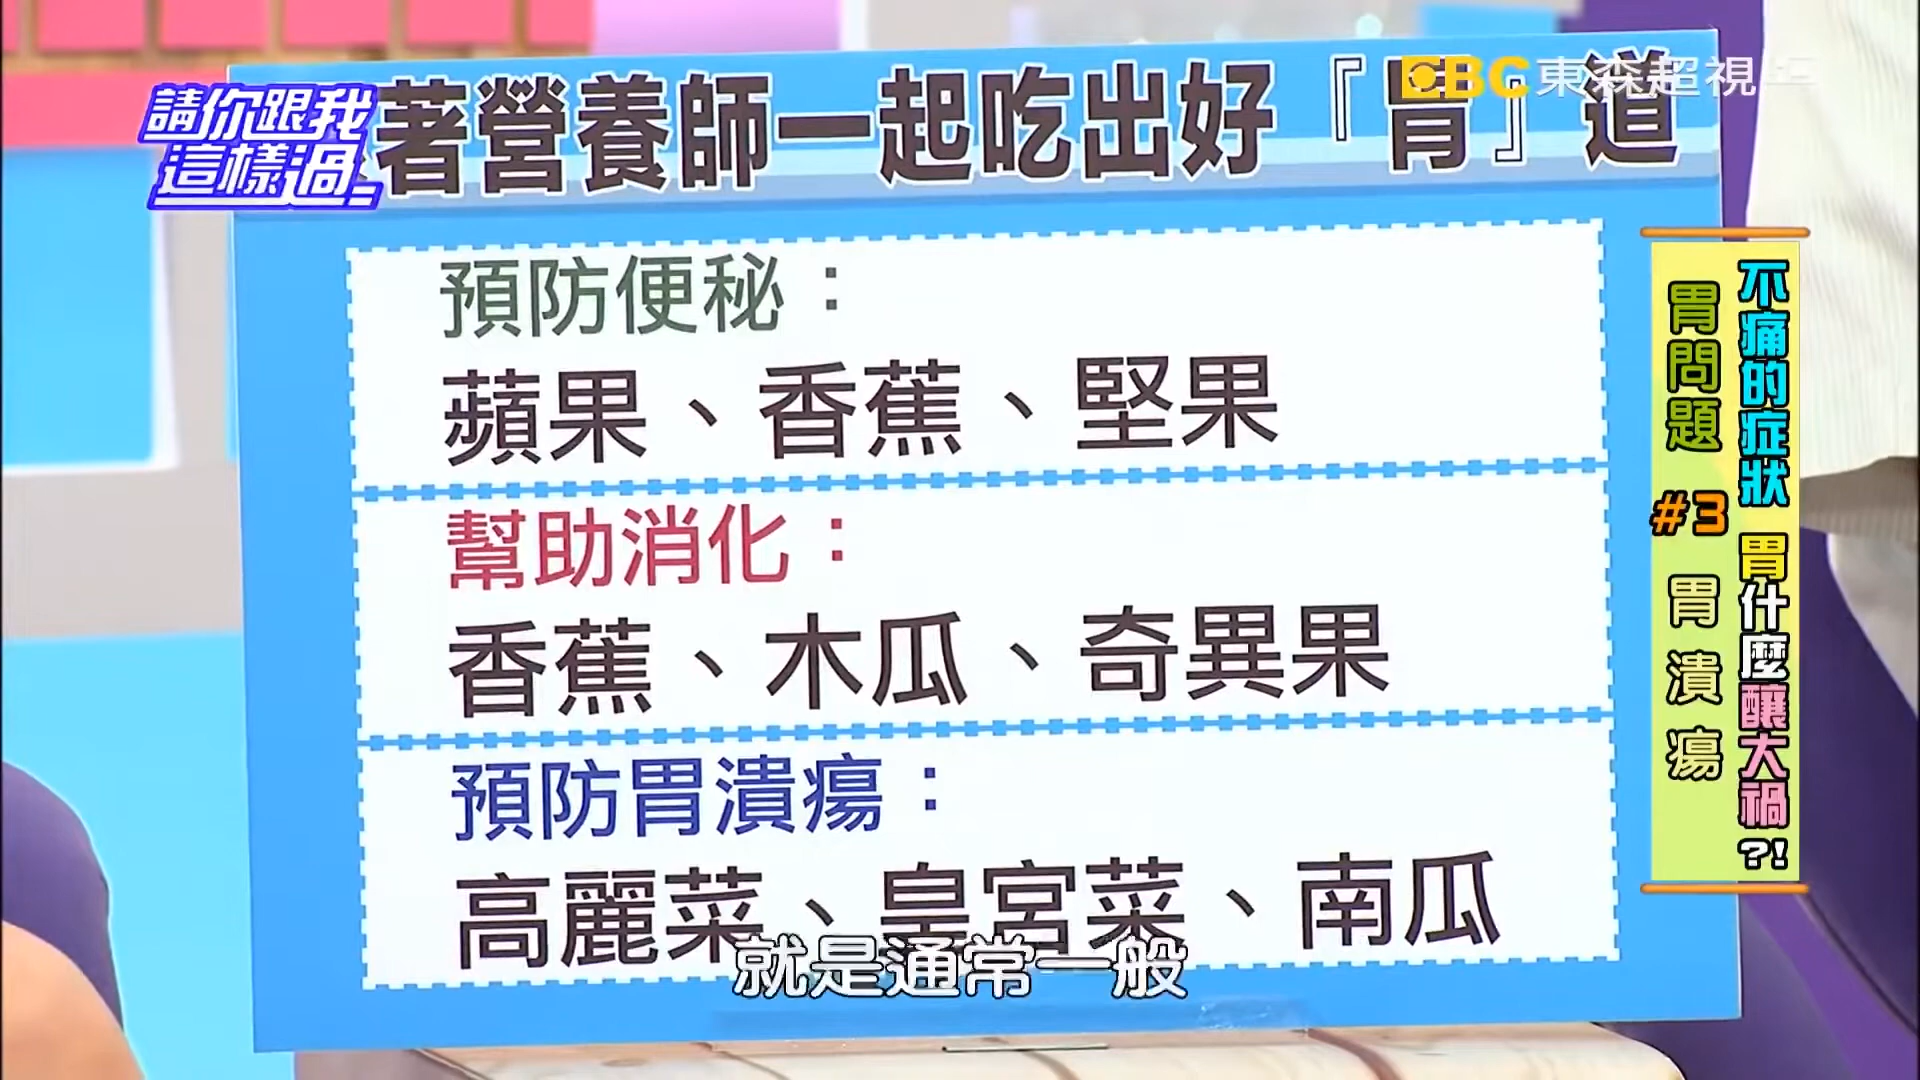 請你跟我
這樣過
著營養師一起吃出好『胃』道
EBC東森超視
預防便秘：
蘋果、香蕉、堅果
幫助消化：
香蕉、木瓜、奇異果
預防胃潰瘍：
高麗菜、皇宮菜、南瓜
就是通常一般
不痛的症狀 胃什麼釀大禍?!
胃問題 #3 胃潰瘍